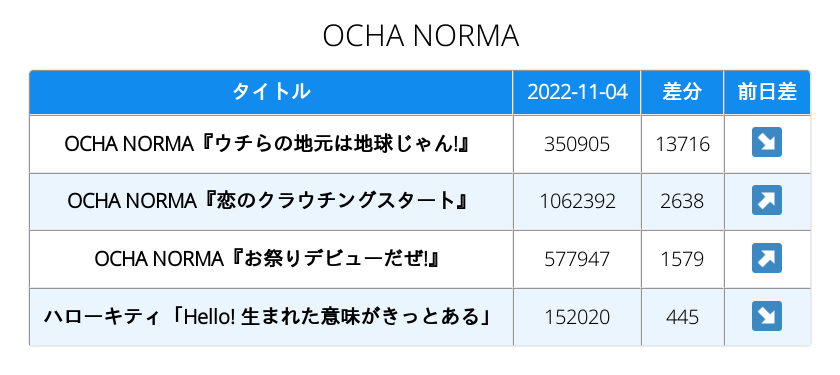 OCHA NORMA
タイトル 2022-11-04 差分 前日差
OCHA NORMA『ウチらの地元は地球じゃん!』 350905 13716
OCHA NORMA『恋のクラウチングスタート』 1062392 2638
OCHA NORMA『お祭りデビューだぜ!』 577947 1579
ハローキティ「Hello! 生まれた意味がきっとある」 152020 445